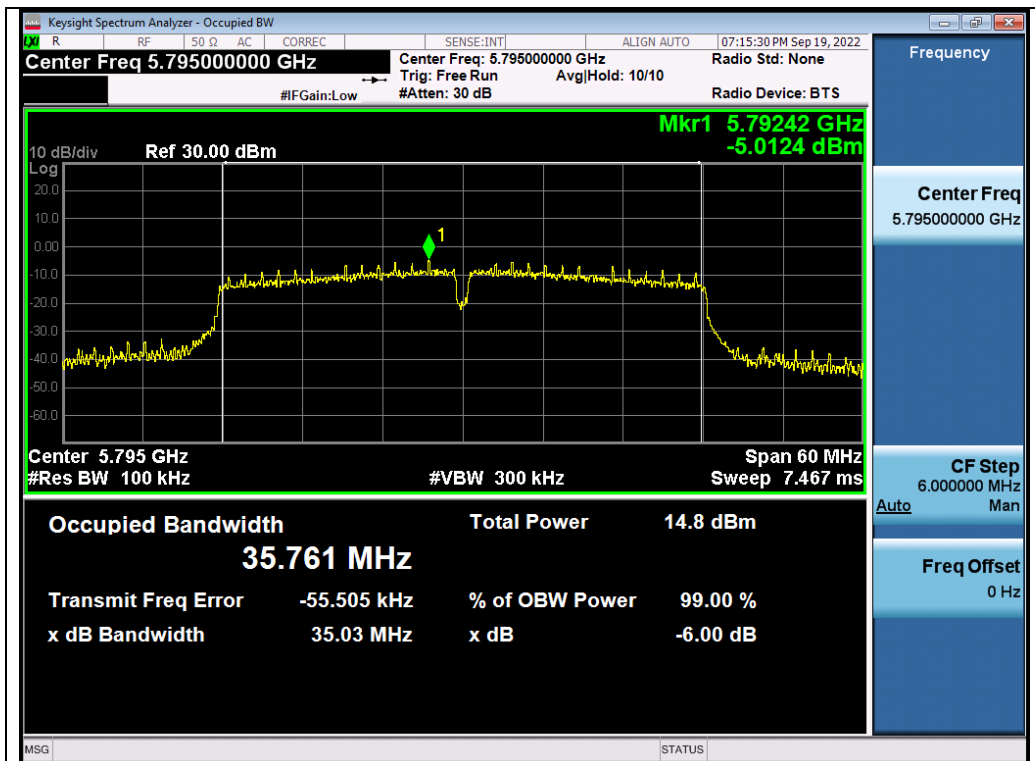 Keysight Spectrum Analyzer - Occupied BW
LXI R RF 50 Ω AC CORREC SENSE:INT ALIGN AUTO 07:15:30 PM Sep 19, 2022
Center Freq 5.795000000 GHz
Center Freq: 5.795000000 GHz
Radio Std: None
Trig: Free Run Avg|Hold: 10/10
#IFGain:Low
#Atten: 30 dB
Radio Device: BTS
Mkr1 5.79242 GHz
-5.0124 dBm
10 dB/div Ref 30.00 dBm
Log
20.0
10.0
0.00
-10.0
-20.0
-30.0
-40.0
-50.0
-60.0
1
Center 5.795 GHz Span 60 MHz
#Res BW 100 kHz #VBW 300 kHz Sweep 7.467 ms
Occupied Bandwidth Total Power 14.8 dBm
35.761 MHz
Transmit Freq Error -55.505 kHz % of OBW Power 99.00 %
x dB Bandwidth 35.03 MHz x dB -6.00 dB
Frequency
Center Freq
5.795000000 GHz
CF Step
6.000000 MHz
Auto Man
Freq Offset
0 Hz
MSG STATUS